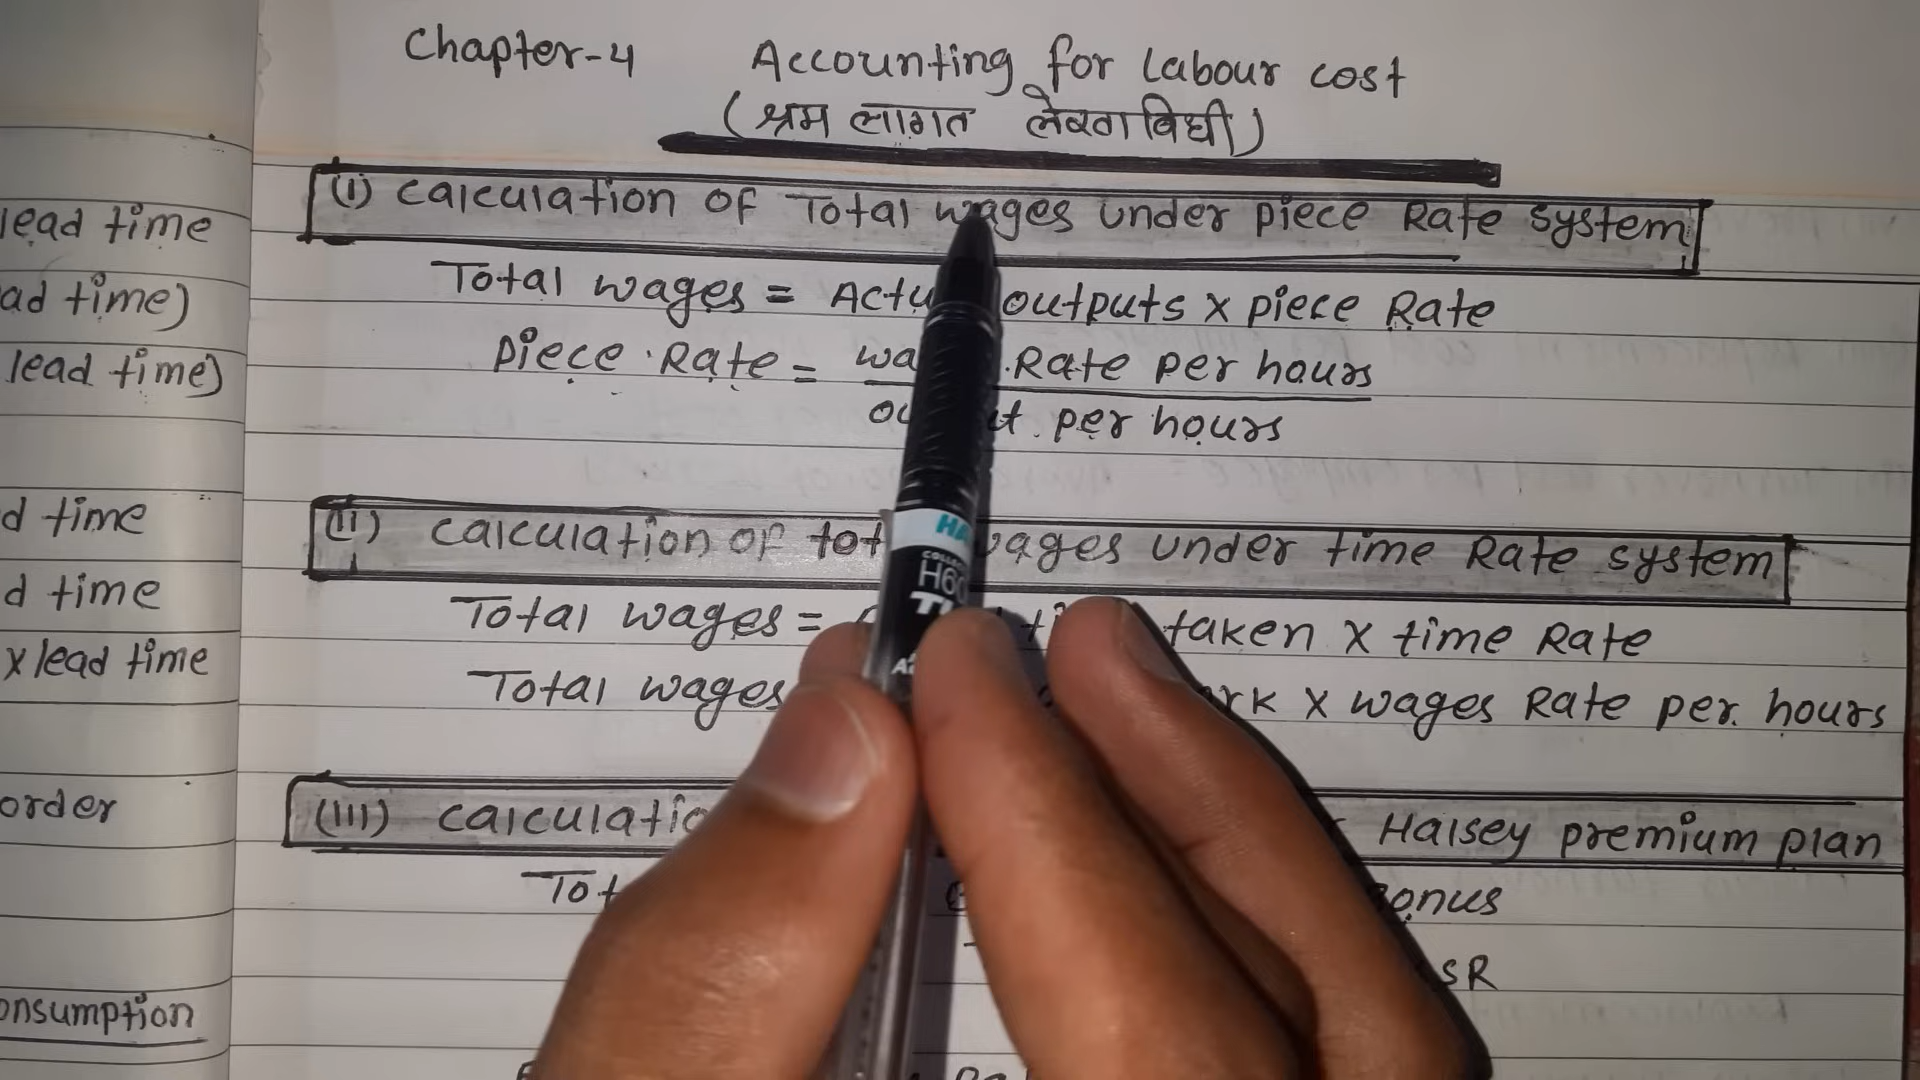 Chapter-4 Accounting for Labour cost
(श्रम लागत लेखाविधी)
lead time
(I) Calculation of Total wages under piece Rate system
ad time)
Total wages = outputs x piece Rate
lead time)
Piece Rate = Rate per hours
per hours
d time
(II) calculation of wages under time Rate system
d time
Total wages = taken x time Rate
x lead time
Total wages x wages Rate per hours
order
(III) Halsey premium plan
Bonus
SR
onsumption